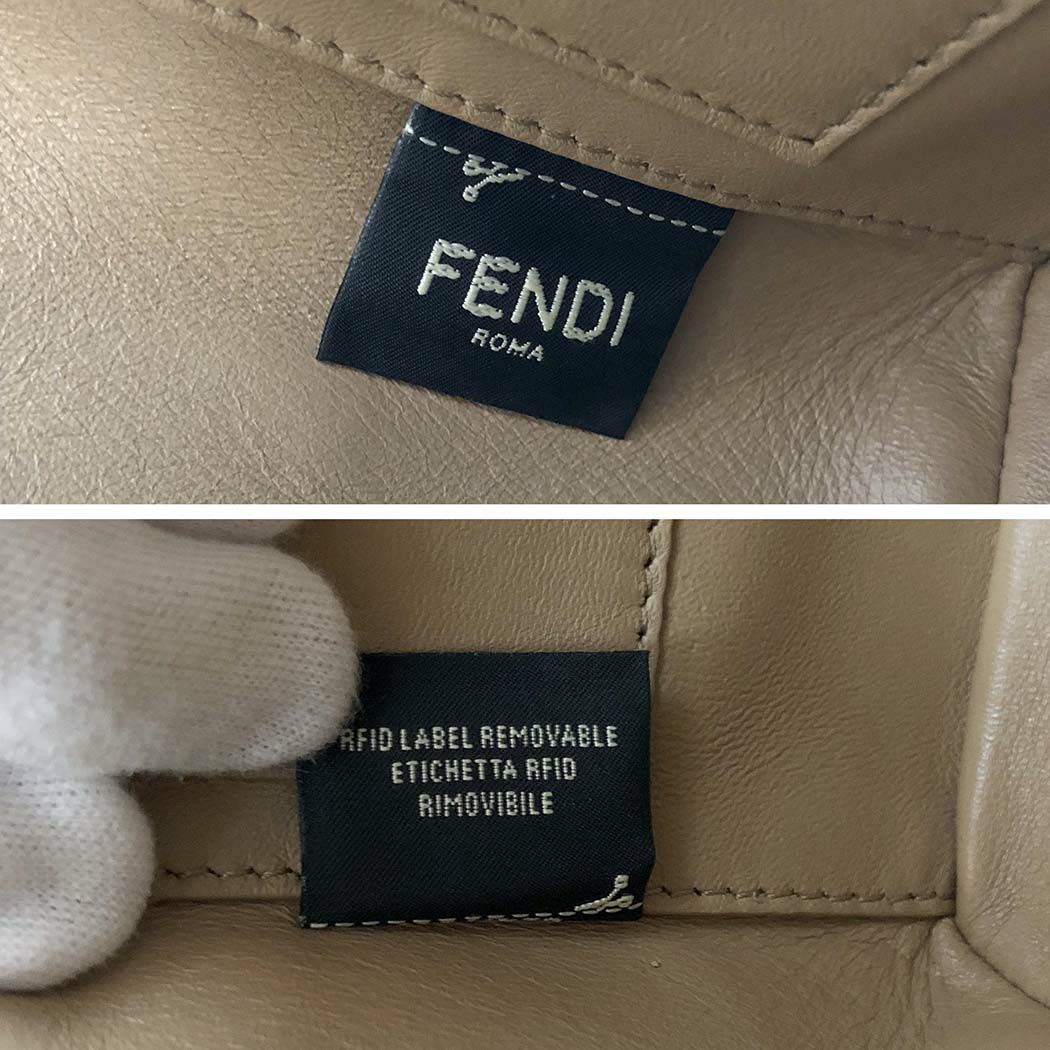 FENDI
ROMA
RFID LABEL REMOVABLE
ETICHETTA RFID
RIMOVIBILE